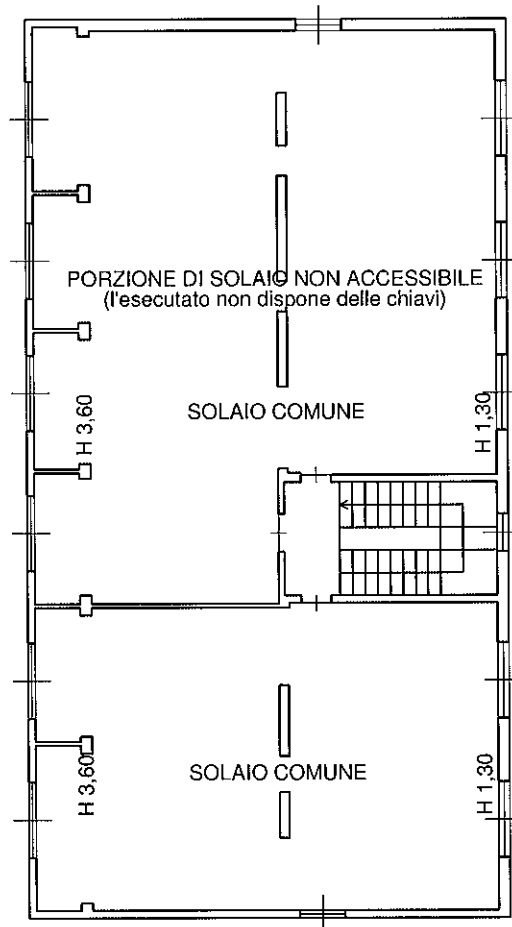 PORZIONE DI SOLAIO NON ACCESSIBILE
(l'esecutato non dispone delle chiavi)
H 3,60
SOLAIO COMUNE
H 1,30
H 3,60
SOLAIO COMUNE
H 1,30